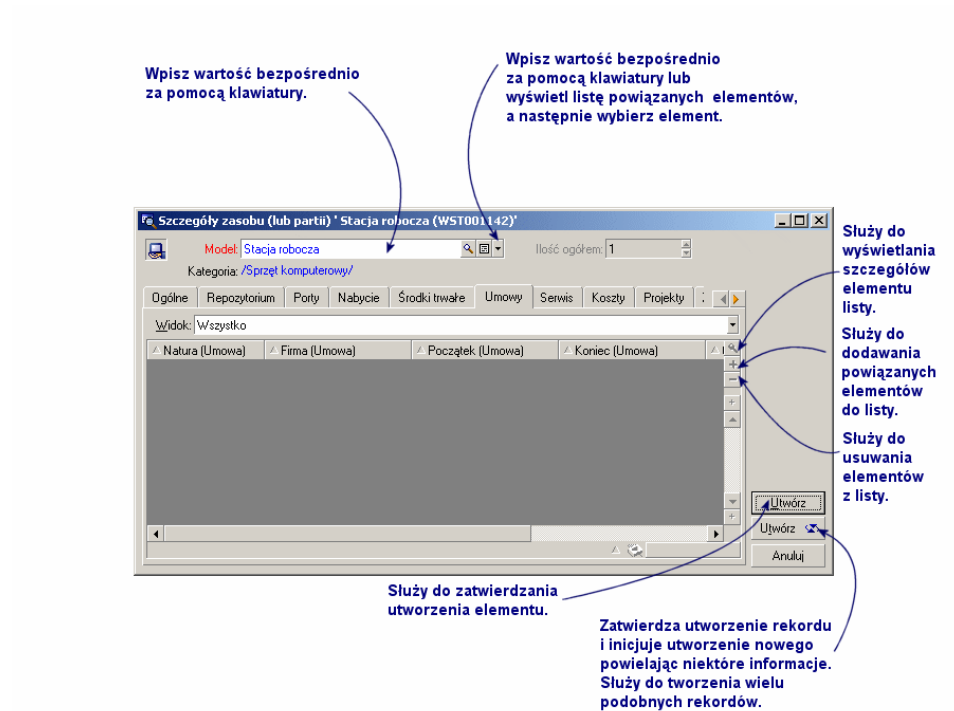 Wpisz wartość bezpośrednio
za pomocą klawiatury.
Wpisz wartość bezpośrednio
za pomocą klawiatury lub
wyświetl listę powiązanych elementów,
a następnie wybierz element.
Szczegóły zasobu (lub partii) ' Stacja robocza (WST001142)'
Model: Stacja robocza
Ilość ogółem: 1
Kategoria: /Sprzęt komputerowy/
Ogólne Repozytorium Porty Nabycie Środki trwałe Umowy Serwis Koszty Projekty
Widok: Wszystko
Natura (Umowa) Firma (Umowa) Początek (Umowa) Koniec (Umowa)
Służy do
wyświetlania
szczegółów
elementu
listy.
Służy do
dodawania
powiązanych
elementów
do listy.
Służy do
usuwania
elementów
z listy.
Utwórz
Utwórz
Anuluj
Służy do zatwierdzania
utworzenia elementu.
Zatwierdza utworzenie rekordu
i inicjuje utworzenie nowego
powielając niektóre informacje.
Służy do tworzenia wielu
podobnych rekordów.